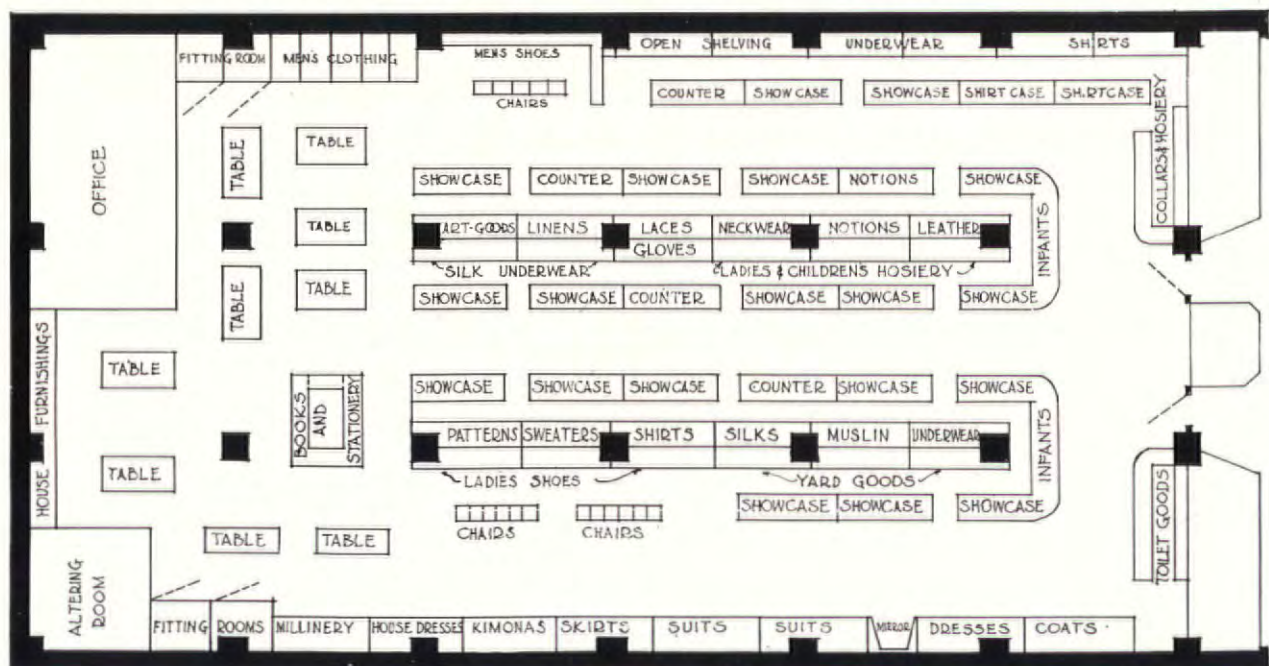 FITTING ROOM
MEN'S CLOTHING
MENS SHOES
CHAIRS
OPEN SHELVING
UNDERWEAR
SHIRTS
COUNTER
SHOWCASE
SHOWCASE
SHIRT CASE
SHIRTCASE
COLLARS & HOSIERY
OFFICE
TABLE
TABLE
TABLE
TABLE
TABLE
SHOWCASE
COUNTER
SHOWCASE
SHOWCASE
NOTIONS
SHOWCASE
ART-GOODS
LINENS
LACES
NECKWEAR
NOTIONS
LEATHER
GLOVES
INFANTS
SILK UNDERWEAR
LADIES & CHILDREN'S HOSIERY
SHOWCASE
SHOWCASE
COUNTER
SHOWCASE
SHOWCASE
SHOWCASE
HOUSE FURNISHINGS
TABLE
TABLE
BOOKS
AND
STATIONERY
SHOWCASE
SHOWCASE
SHOWCASE
COUNTER
SHOWCASE
SHOWCASE
PATTERNS
SWEATERS
SHIRTS
SILKS
MUSLIN
UNDERWEAR
INFANTS
LADIES SHOES
YARD GOODS
CHAIRS
CHAIRS
SHOWCASE
SHOWCASE
SHOWCASE
TOILET GOODS
TABLE
TABLE
ALTERING
ROOM
FITTING ROOMS
MILLINERY
HOUSE DRESSES
KIMONAS
SKIRTS
SUITS
SUITS
MIRROR
DRESSES
COATS